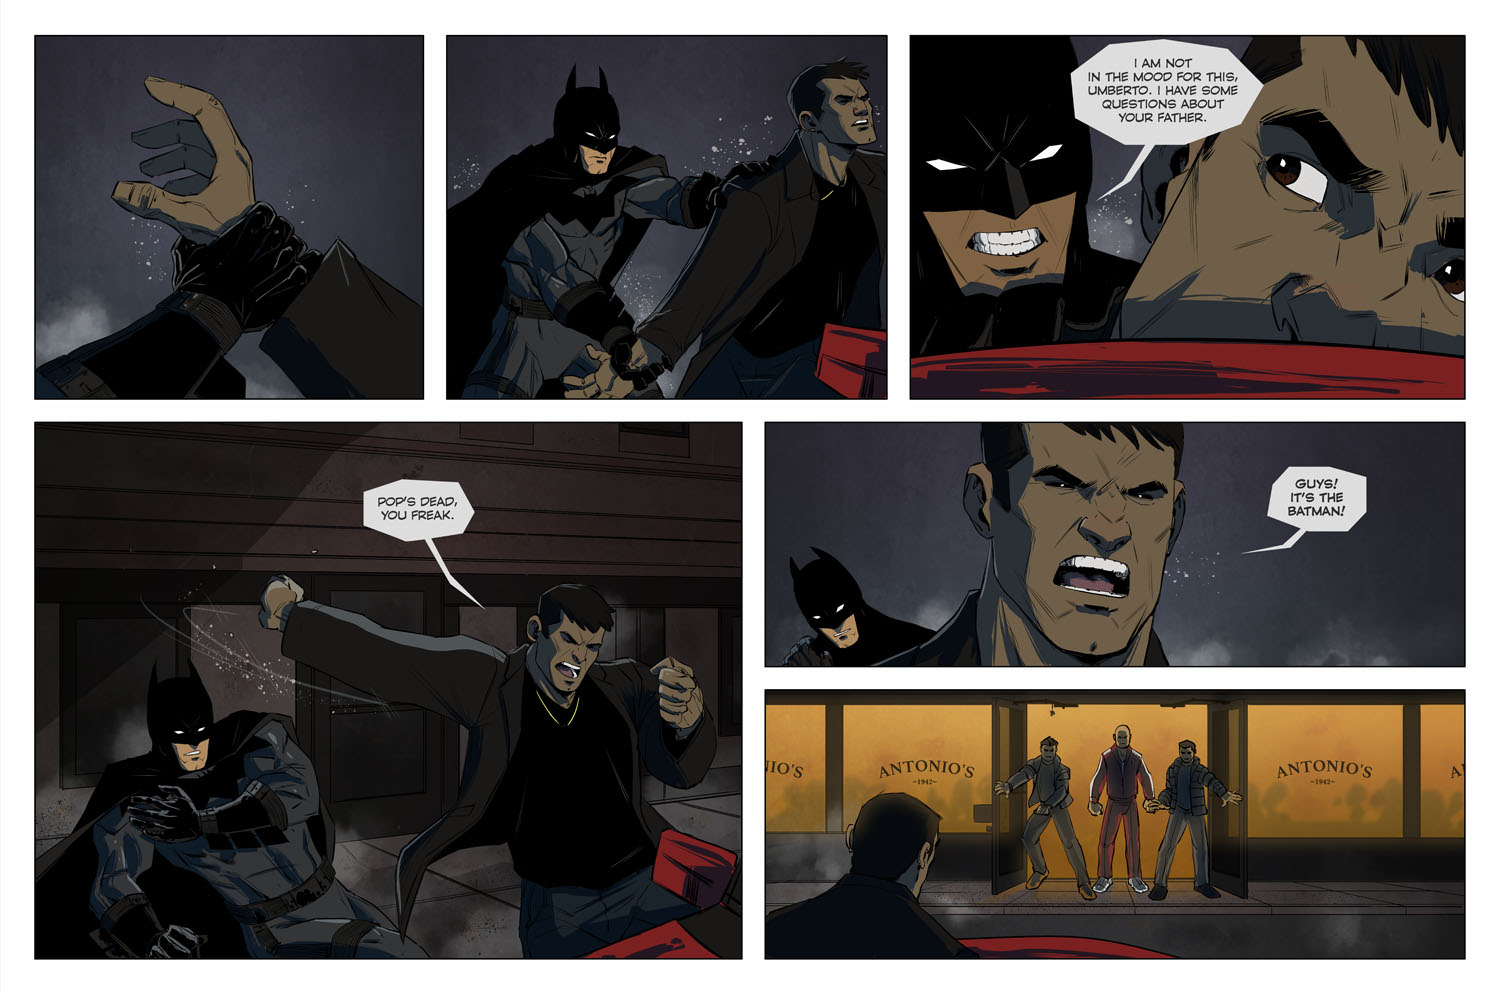 I AM NOT
IN THE MOOD FOR THIS,
UMBERTO. I HAVE SOME
QUESTIONS ABOUT
YOUR FATHER.
POP'S DEAD,
YOU FREAK.
GUYS!
IT'S THE
BATMAN!
NIO'S
ANTONIO'S
~1942~
ANTONIO'S
~1942~
A